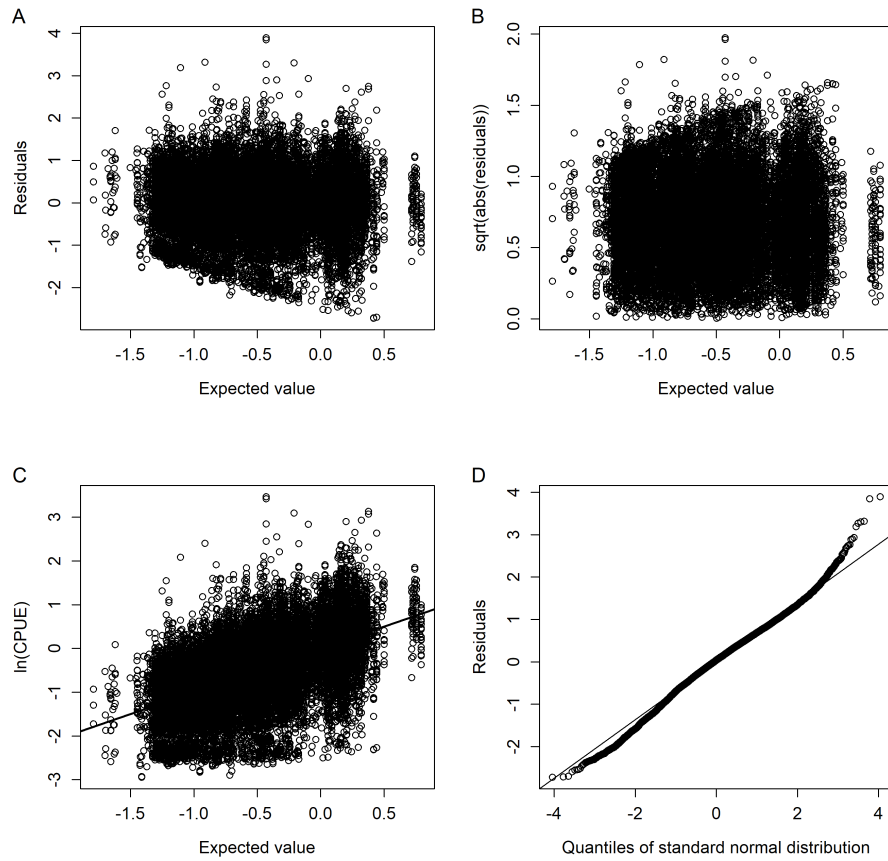 A
B
4
3
2
1
0
-1
-2
Residuals
-1.5 -1.0 -0.5 0.0 0.5
Expected value
2.0
1.5
1.0
0.5
0.0
sqrt(abs(residuals))
-1.5 -1.0 -0.5 0.0 0.5
Expected value
C
D
3
2
1
0
-1
-2
-3
ln(CPUE)
-1.5 -1.0 -0.5 0.0 0.5
Expected value
4
3
2
1
0
-1
-2
Residuals
-4 -2 0 2 4
Quantiles of standard normal distribution